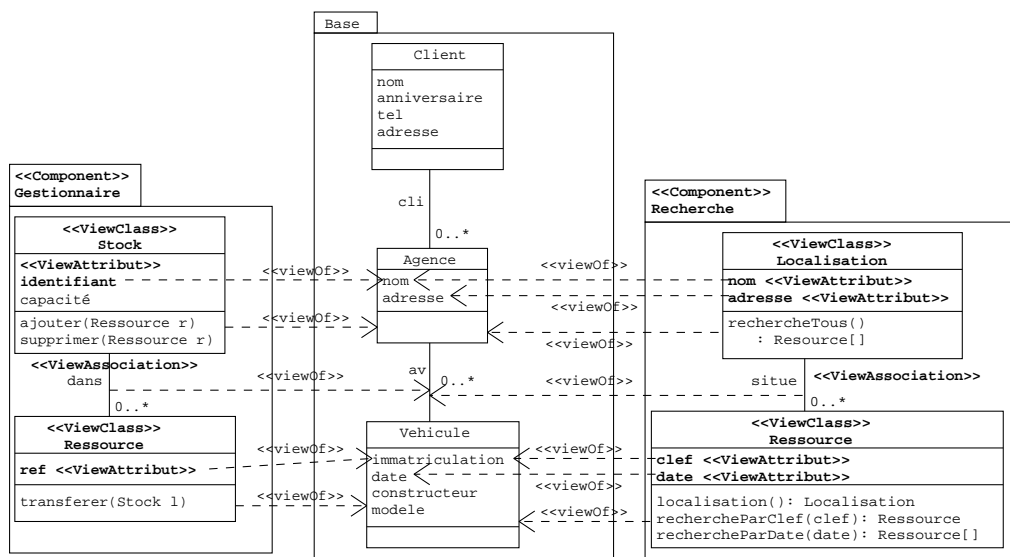 Base
Client
nom
anniversaire
tel
adresse
cli
0..*
Agence
nom
adresse
av
0..*
Vehicule
immatriculation
date
constructeur
modele
<<Component>>
Gestionnaire
<<ViewClass>>
Stock
<<ViewAttribut>>
identifiant
capacité
ajouter(Ressource r)
supprimer(Ressource r)
<<ViewAssociation>>
dans
0..*
<<ViewClass>>
Ressource
ref <<ViewAttribut>>
transferer(Stock l)
<<viewOf>>
<<viewOf>>
<<viewOf>>
<<viewOf>>
<<viewOf>>
<<Component>>
Recherche
<<ViewClass>>
Localisation
nom <<ViewAttribut>>
adresse <<ViewAttribut>>
rechercheTous()
: Resource[]
situe
<<ViewAssociation>>
0..*
<<ViewClass>>
Ressource
clef <<ViewAttribut>>
date <<ViewAttribut>>
localisation(): Localisation
rechercheParClef(clef): Ressource
rechercheParDate(date): Ressource[]
<<viewOf>>
<<viewOf>>
<<viewOf>>
<<viewOf>>
<<viewOf>>
<<viewOf>>
<<viewOf>>